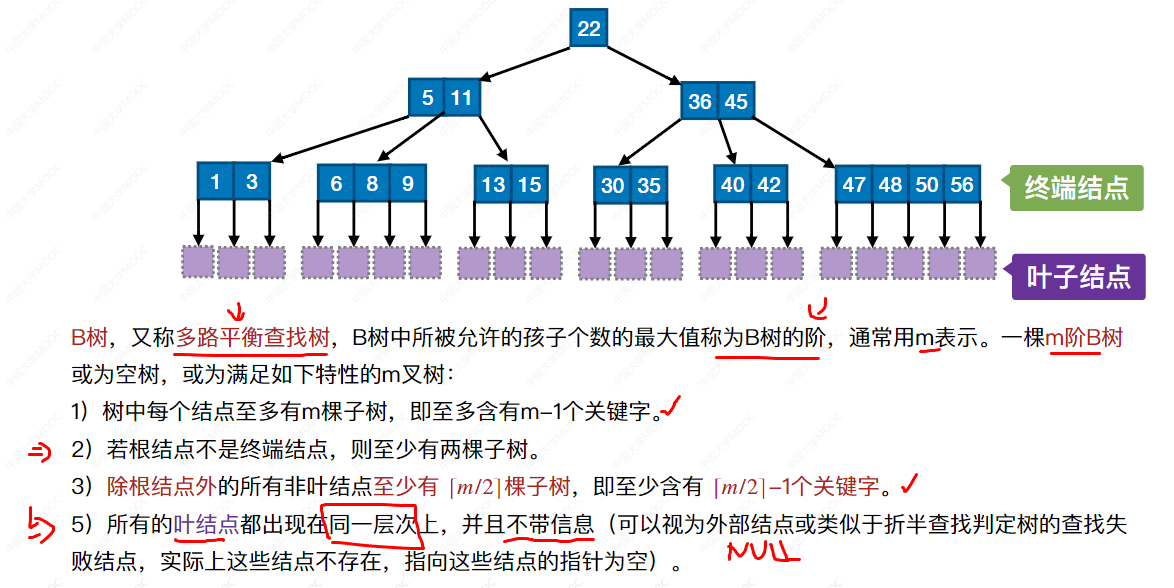 22
5 11
36 45
1 3
6 8 9
13 15
30 35
40 42
47 48 50 56
终端结点
叶子结点
B树，又称多路平衡查找树，B树中所被允许的孩子个数的最大值称为B树的阶，通常用m表示。一棵m阶B树
或为空树，或为满足如下特性的m叉树：
1）树中每个结点至多有m棵子树，即至多含有m-1个关键字。
2）若根结点不是终端结点，则至少有两棵子树。
3）除根结点外的所有非叶结点至少有 ⌈m/2⌉棵子树，即至少含有 ⌈m/2⌉-1个关键字。
5）所有的叶结点都出现在同一层次上，并且不带信息（可以视为外部结点或类似于折半查找判定树的查找失
败结点，实际上这些结点不存在，指向这些结点的指针为空）。
NULL
中国大学MOOC